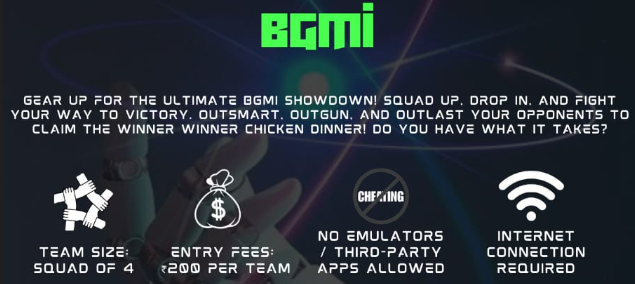 BGMI
GEAR UP FOR THE ULTIMATE BGMI SHOWDOWN! SQUAD UP, DROP IN, AND FIGHT
YOUR WAY TO VICTORY. OUTSMART, OUTGUN, AND OUTLAST YOUR OPPONENTS TO
CLAIM THE WINNER WINNER CHICKEN DINNER! DO YOU HAVE WHAT IT TAKES?
$
CHEATING
TEAM SIZE:
SQUAD OF 4
ENTRY FEES:
₹200 PER TEAM
NO EMULATORS
/ THIRD-PARTY
APPS ALLOWED
INTERNET
CONNECTION
REQUIRED